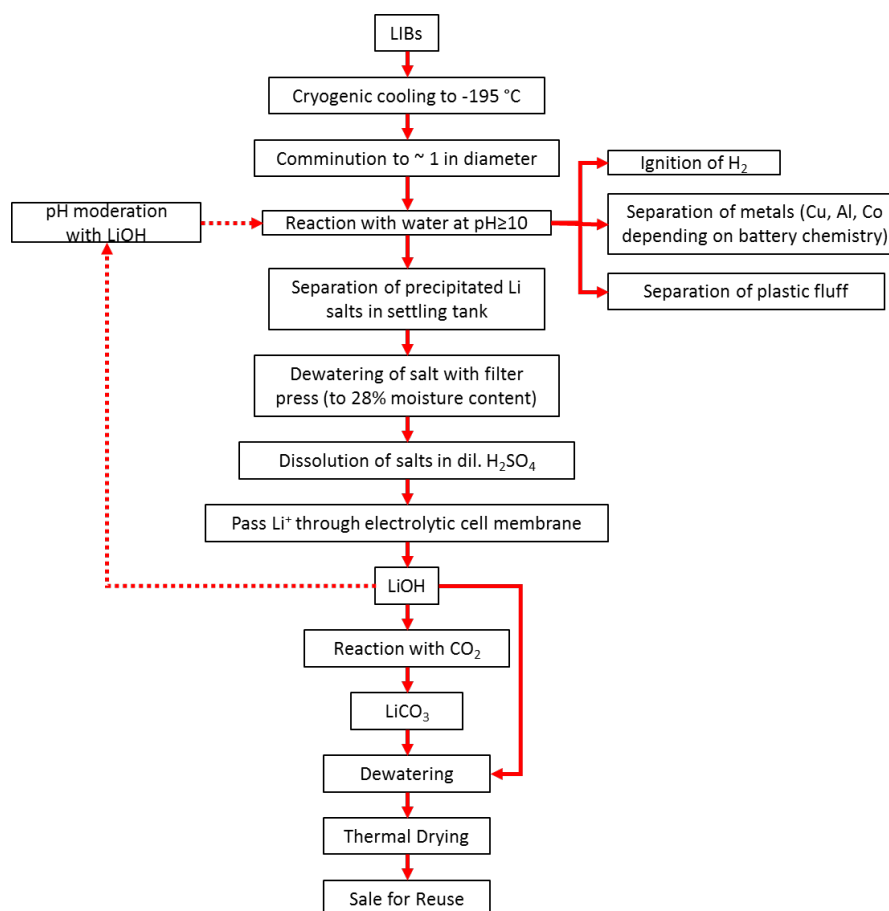 LIBs
Cryogenic cooling to -195 °C
Comminution to ~ 1 in diameter
Ignition of H₂
pH moderation
with LiOH
Reaction with water at pH≥10
Separation of metals (Cu, Al, Co
depending on battery chemistry)
Separation of precipitated Li
salts in settling tank
Separation of plastic fluff
Dewatering of salt with filter
press (to 28% moisture content)
Dissolution of salts in dil. H₂SO₄
Pass Li⁺ through electrolytic cell membrane
LiOH
Reaction with CO₂
LiCO₃
Dewatering
Thermal Drying
Sale for Reuse